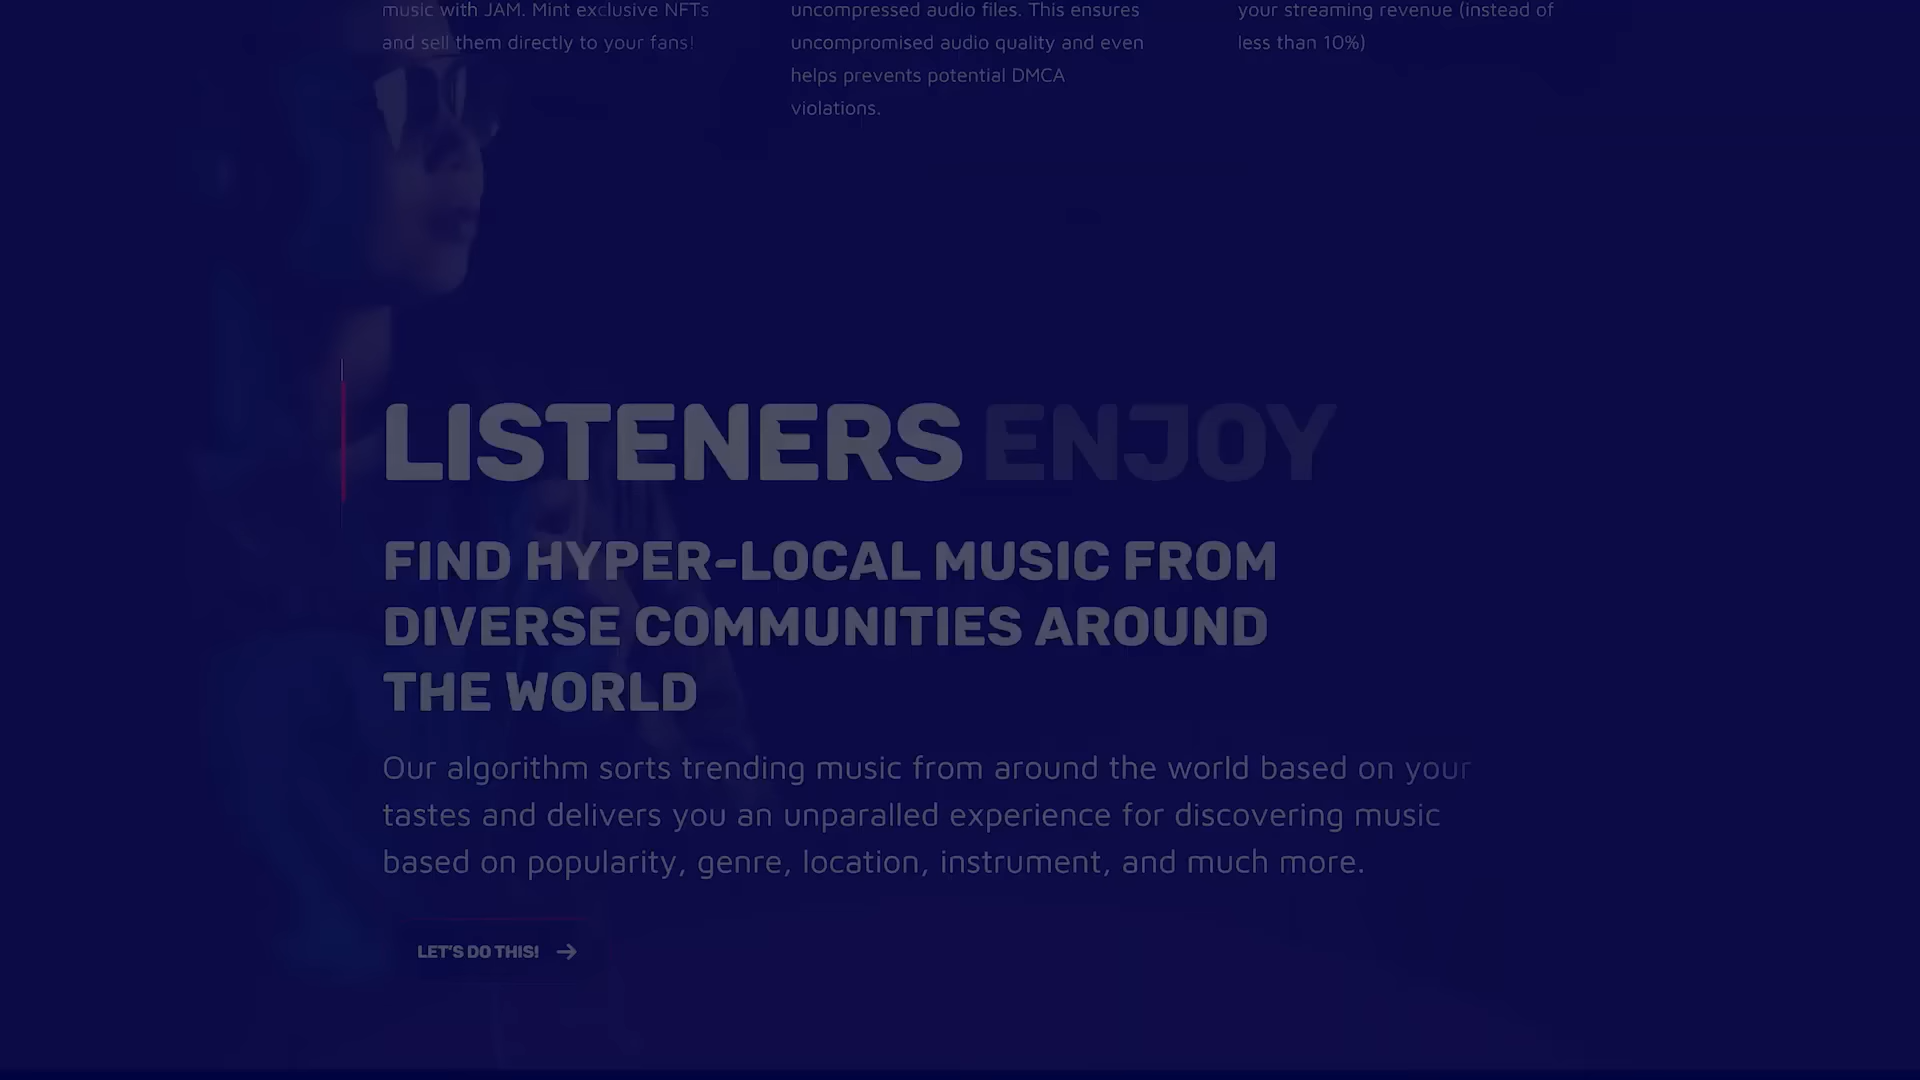 music with JAM. Mint exclusive NFTs
and sell them directly to your fans!
uncompressed audio files. This ensures
uncompromised audio quality and even
helps prevents potential DMCA
violations.
your streaming revenue (instead of
less than 10%)
LISTENERS ENJOY
FIND HYPER-LOCAL MUSIC FROM
DIVERSE COMMUNITIES AROUND
THE WORLD
Our algorithm sorts trending music from around the world based on your
tastes and delivers you an unparalled experience for discovering music
based on popularity, genre, location, instrument, and much more.
LET'S DO THIS!